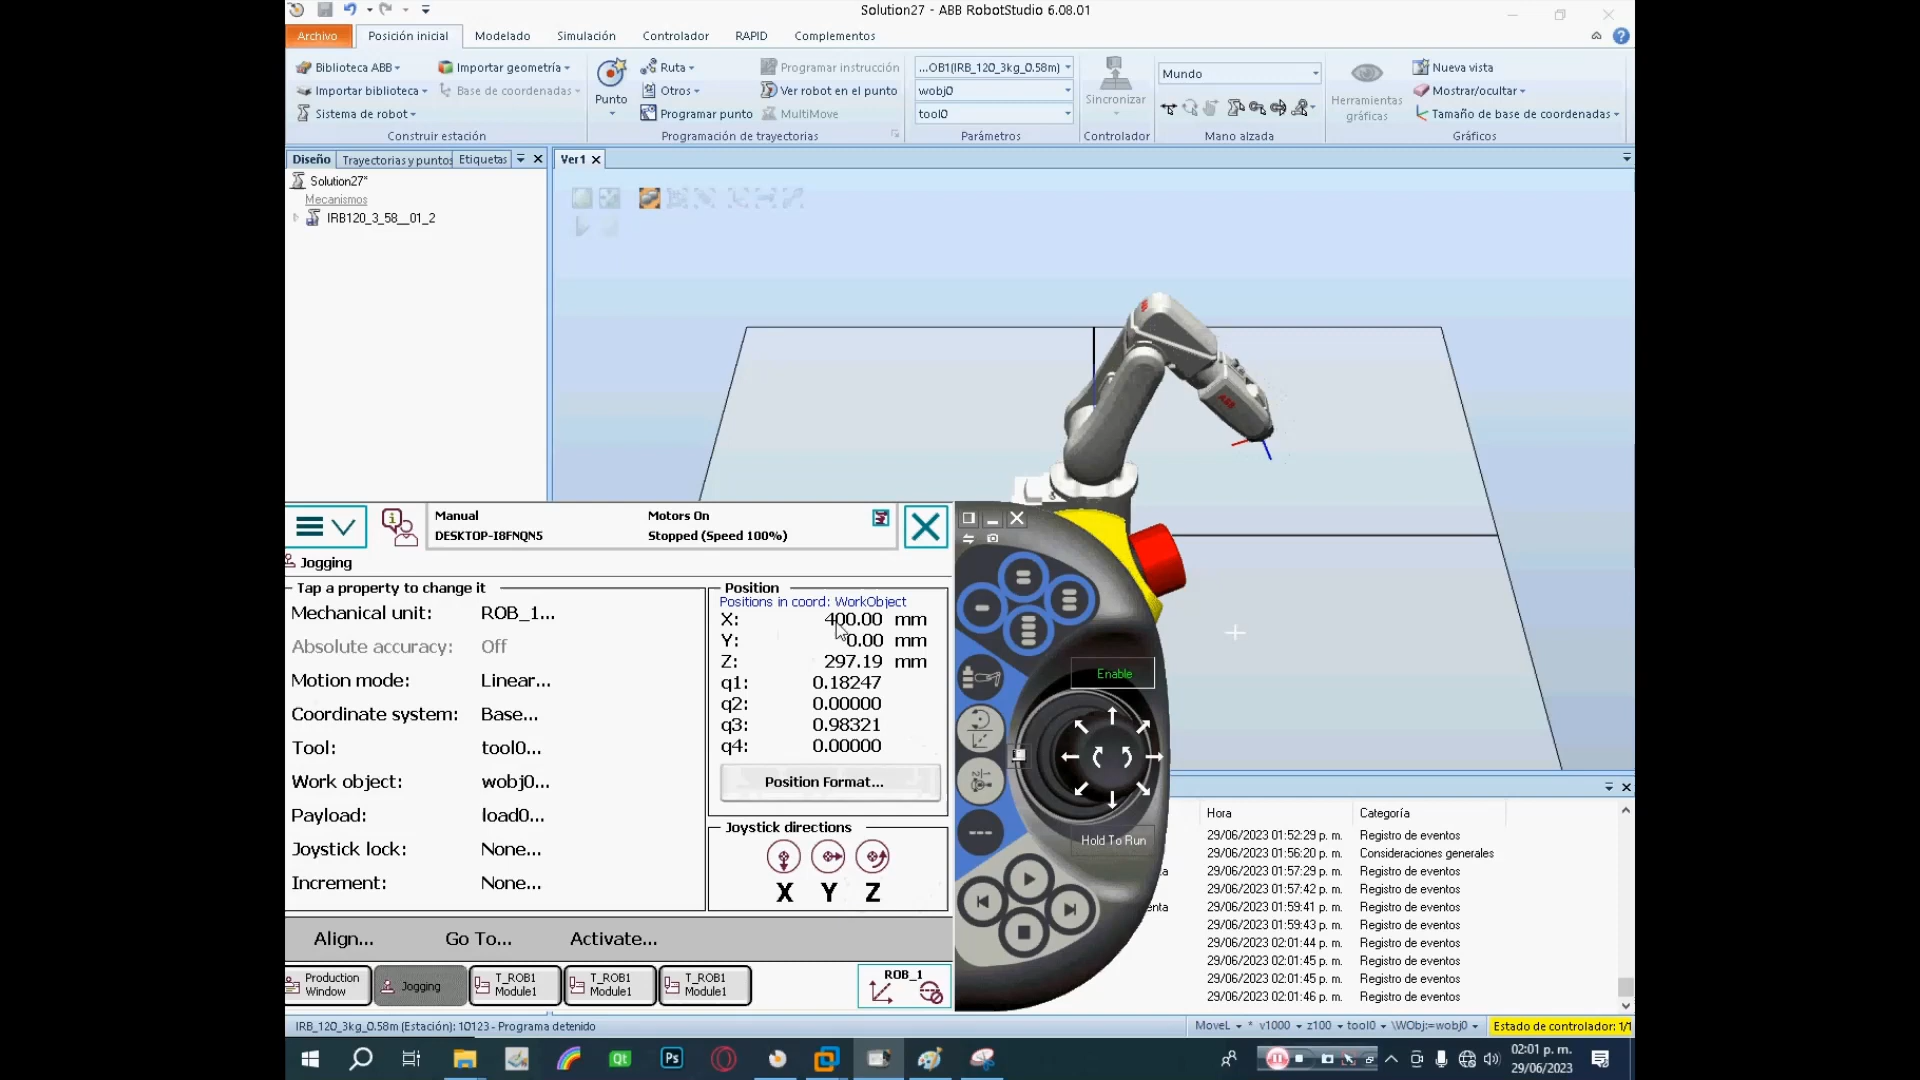 Solution27 - ABB RobotStudio 6.08.01
Archivo Posición inicial Modelado Simulación Controlador RAPID Complementos
Biblioteca ABB Importar geometría Ruta Programar instrucción ...OB1(IRB_120_3kg_0.58m) Mundo Nueva vista
Importar biblioteca Base de coordenadas Punto Otros Ver robot en el punto wobj0 Sincronizar Herramientas gráficas Mostrar/ocultar
Sistema de robot Programar punto MultiMove tool0 Tamaño de base de coordenadas
Construir estación Programación de trayectorias Parámetros Controlador Mano alzada Gráficos
Diseño Trayectorias y puntos Etiquetas Ver1
Solution27*
Mecanismos
IRB120_3_58__01_2
ABB
Manual Motors On
DESKTOP-I8FNQN5 Stopped (Speed 100%)
Jogging
Tap a property to change it
Mechanical unit: ROB_1...
Absolute accuracy: Off
Motion mode: Linear...
Coordinate system: Base...
Tool: tool0...
Work object: wobj0...
Payload: load0...
Joystick lock: None...
Increment: None...
Position
Positions in coord: WorkObject
X: 400.00 mm
Y: 0.00 mm
Z: 297.19 mm
q1: 0.18247
q2: 0.00000
q3: 0.98321
q4: 0.00000
Position Format...
Joystick directions
X Y Z
Align... Go To... Activate...
Production Window
Jogging
T_ROB1 Module1
T_ROB1 Module1
T_ROB1 Module1
ROB_1
Enable
Hold To Run
Hora Categoría
29/06/2023 01:52:29 p. m. Registro de eventos
29/06/2023 01:56:20 p. m. Consideraciones generales
29/06/2023 01:57:29 p. m. Registro de eventos
29/06/2023 01:57:42 p. m. Registro de eventos
29/06/2023 01:59:41 p. m. Registro de eventos
29/06/2023 01:59:43 p. m. Registro de eventos
29/06/2023 02:01:44 p. m. Registro de eventos
29/06/2023 02:01:45 p. m. Registro de eventos
29/06/2023 02:01:45 p. m. Registro de eventos
29/06/2023 02:01:46 p. m. Registro de eventos
IRB_120_3kg_0.58m (Estación): 10123 - Programa detenido MoveL * v1000 z100 tool0 \WObj:=wobj0 Estado de controlador: 1/1
Qt Ps
02:01 p. m.
29/06/2023